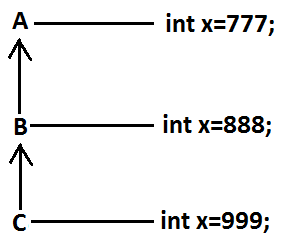 A int x=777;
B int x=888;
C int x=999;